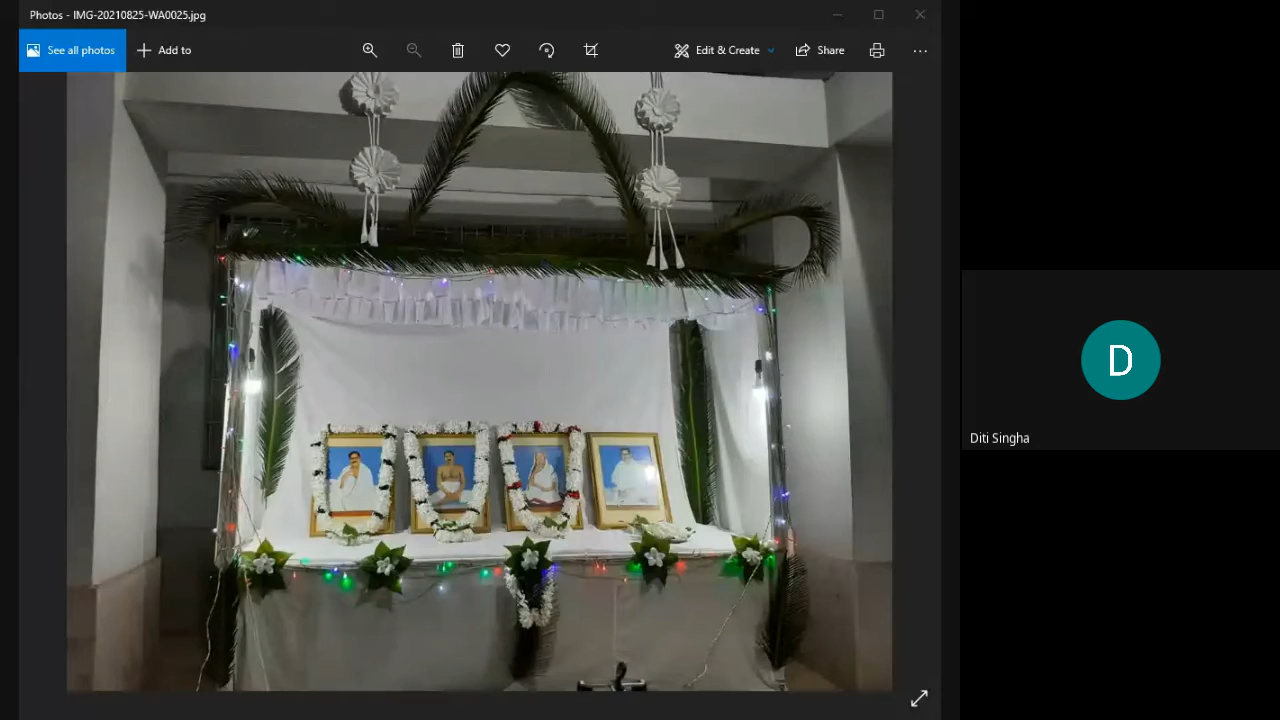 Photos - IMG-20210825-WA0025.jpg
See all photos
Add to
Edit & Create
Share
D
Diti Singha